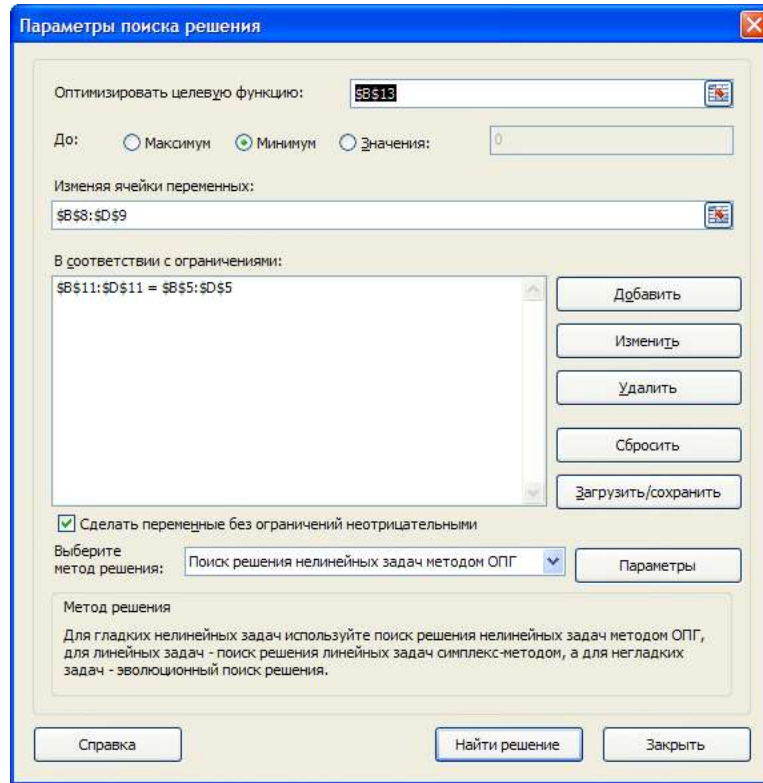 Параметры поиска решения
Оптимизировать целевую функцию: $B$13
До: Максимум Минимум Значения: 0
Изменяя ячейки переменных:
$B$8:$D$9
В соответствии с ограничениями:
$B$11:$D$11 = $B$5:$D$5
Добавить
Изменить
Удалить
Сбросить
Загрузить/сохранить
Сделать переменные без ограничений неотрицательными
Выберите
метод решения: Поиск решения нелинейных задач методом ОПГ Параметры
Метод решения
Для гладких нелинейных задач используйте поиск решения нелинейных задач методом ОПГ,
для линейных задач - поиск решения линейных задач симплекс-методом, а для негладких
задач - эволюционный поиск решения.
Справка Найти решение Закрыть